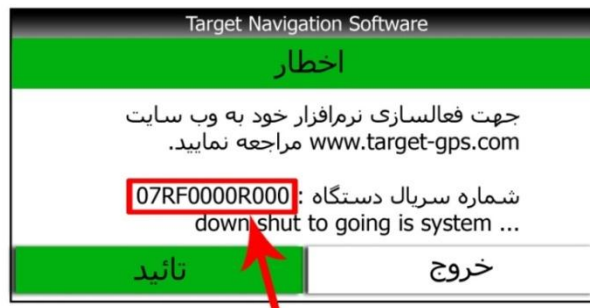 Target Navigation Software
اخطار
جهت فعالسازی نرم‌افزار خود به وب سایت
www.target-gps.com مراجعه نمایید.
شماره سریال دستگاه : 07RF0000R000
down shut to going is system ...
تائید
خروج